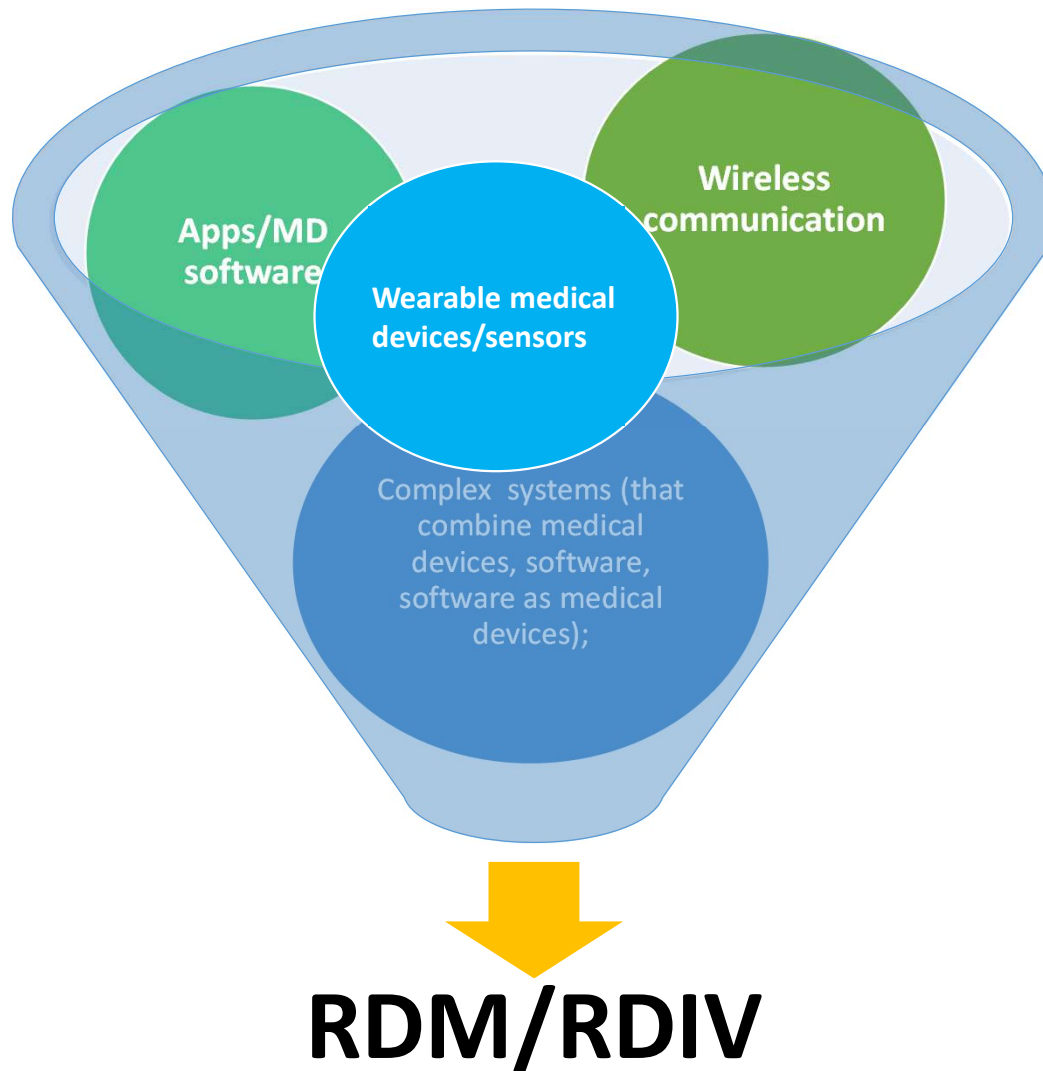 Apps/MD
software
Wireless
communication
Wearable medical
devices/sensors
Complex systems (that
combine medical
devices, software,
software as medical
devices);
RDM/RDIV